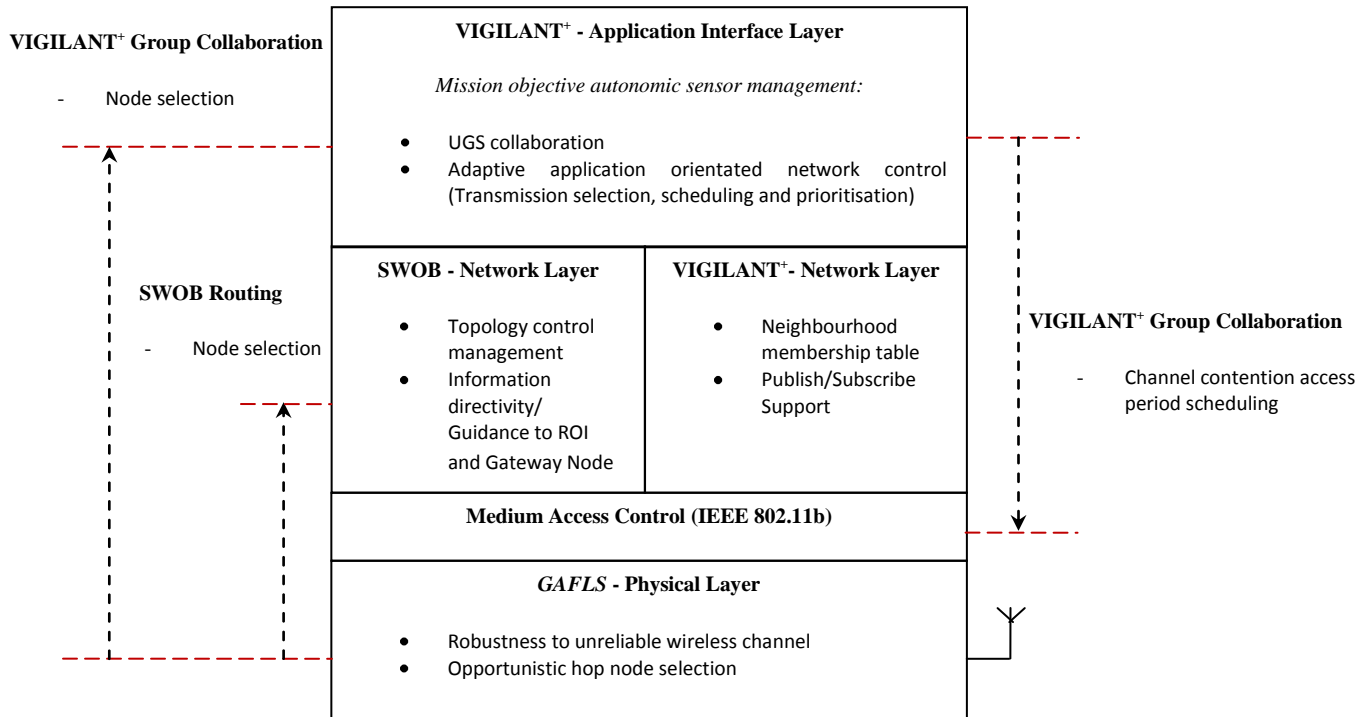 VIGILANT+ Group Collaboration
- Node selection
SWOB Routing
- Node selection
VIGILANT+ - Application Interface Layer
Mission objective autonomic sensor management:
• UGS collaboration
• Adaptive application orientated network control
(Transmission selection, scheduling and prioritisation)
SWOB - Network Layer
• Topology control
management
• Information
directivity/
Guidance to ROI
and Gateway Node
VIGILANT+- Network Layer
• Neighbourhood
membership table
• Publish/Subscribe
Support
Medium Access Control (IEEE 802.11b)
GAFLS - Physical Layer
• Robustness to unreliable wireless channel
• Opportunistic hop node selection
VIGILANT+ Group Collaboration
- Channel contention access
period scheduling